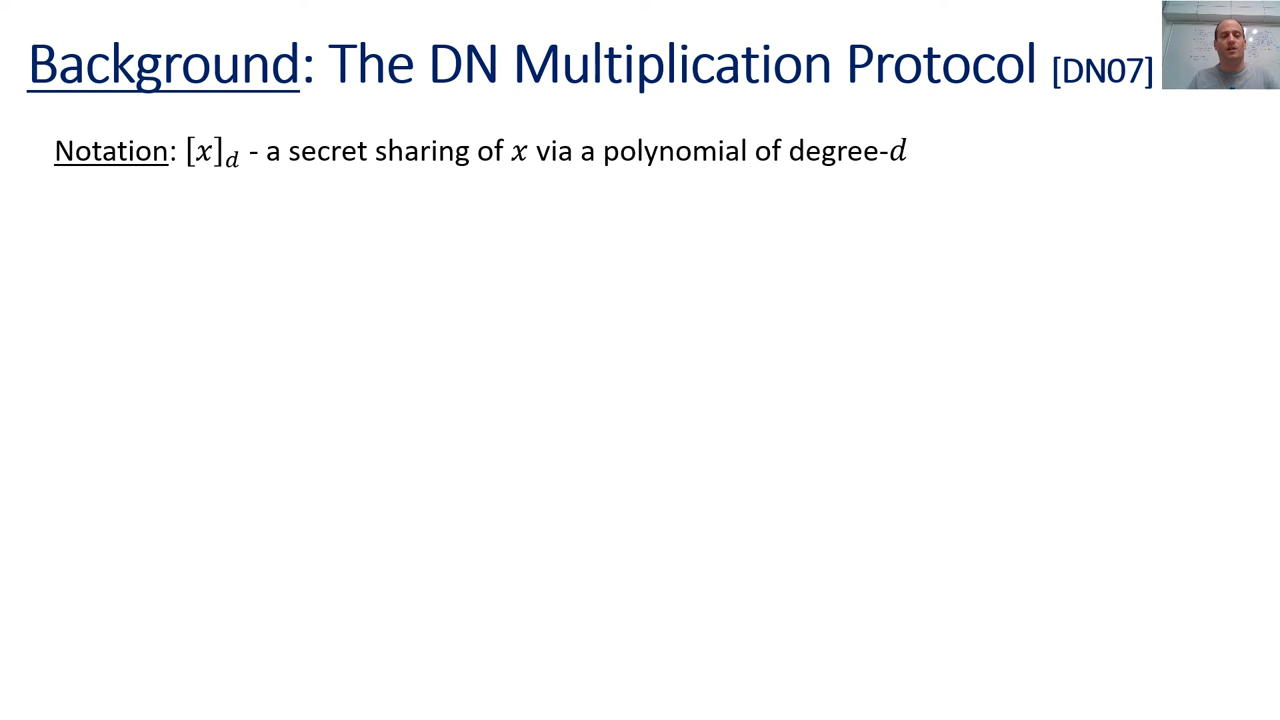 Background: The DN Multiplication Protocol [DN07]
Notation: [x]_d - a secret sharing of x via a polynomial of degree-d